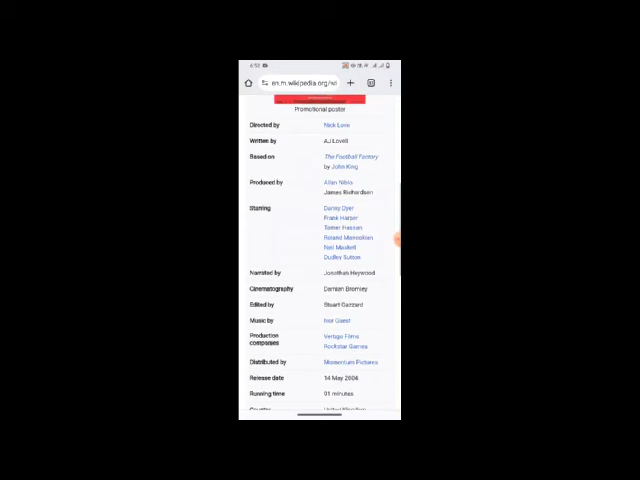 6:52
en.m.wikipedia.org/wi
Promotional poster
Directed by Nick Love
Written by AJ Lovell
Based on The Football Factory
by John King
Produced by Allan Niblo
James Richardson
Starring Danny Dyer
Frank Harper
Tamer Hassan
Roland Manookian
Neil Maskell
Dudley Sutton
Narrated by Jonathan Heywood
Cinematography Damian Bromley
Edited by Stuart Gazzard
Music by Ivor Guest
Production companies Vertigo Films
Rockstar Games
Distributed by Momentum Pictures
Release date 14 May 2004
Running time 91 minutes
Country United Kingdom